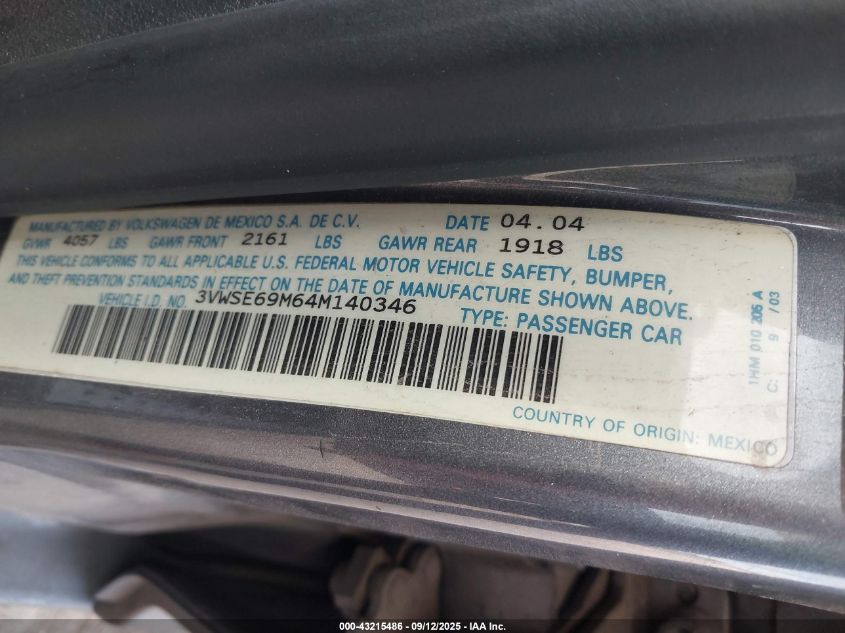 MANUFACTURED BY VOLKSWAGEN DE MEXICO S.A. DE C.V. DATE 04.04
GVWR 4057 LBS GAWR FRONT 2161 LBS GAWR REAR 1918 LBS
THIS VEHICLE CONFORMS TO ALL APPLICABLE U.S. FEDERAL MOTOR VEHICLE SAFETY, BUMPER,
AND THEFT PREVENTION STANDARDS IN EFFECT ON THE DATE OF MANUFACTURE SHOWN ABOVE.
VEHICLE I.D. NO. 3VWSE69M64M140346 TYPE: PASSENGER CAR
1HM 010 205 A
C: 9 /03
COUNTRY OF ORIGIN: MEXICO
000-43215486 - 09/12/2025 - IAA Inc.